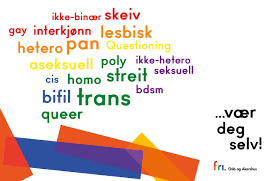 ikke-binær skeiv
gay interkjønn lesbisk
hetero pan Questioning
aseksuell poly ikke-hetero
seksuell
cis homo streit
bifil trans bdsm
queer
...vær
deg
selv!
fri. Oslo og Akershus